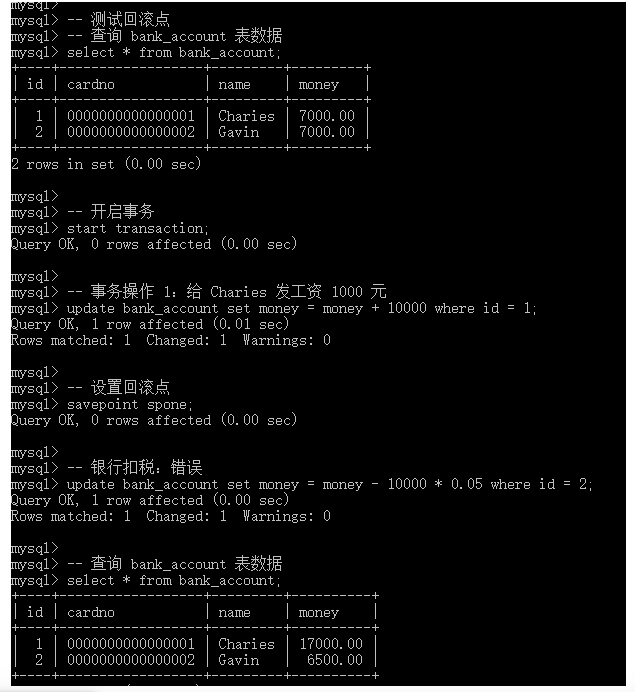 mysql>
mysql> -- 测试回滚点
mysql> -- 查询 bank_account 表数据
mysql> select * from bank_account;
+----+------------------+---------+---------+
| id | cardno           | name    | money   |
+----+------------------+---------+---------+
|  1 | 0000000000000001 | Charies | 7000.00 |
|  2 | 0000000000000002 | Gavin   | 7000.00 |
+----+------------------+---------+---------+
2 rows in set (0.00 sec)
mysql>
mysql> -- 开启事务
mysql> start transaction;
Query OK, 0 rows affected (0.00 sec)
mysql>
mysql> -- 事务操作 1：给 Charies 发工资 1000 元
mysql> update bank_account set money = money + 10000 where id = 1;
Query OK, 1 row affected (0.01 sec)
Rows matched: 1  Changed: 1  Warnings: 0
mysql>
mysql> -- 设置回滚点
mysql> savepoint spone;
Query OK, 0 rows affected (0.00 sec)
mysql>
mysql> -- 银行扣税：错误
mysql> update bank_account set money = money - 10000 * 0.05 where id = 2;
Query OK, 1 row affected (0.00 sec)
Rows matched: 1  Changed: 1  Warnings: 0
mysql>
mysql> -- 查询 bank_account 表数据
mysql> select * from bank_account;
+----+------------------+---------+----------+
| id | cardno           | name    | money    |
+----+------------------+---------+----------+
|  1 | 0000000000000001 | Charies | 17000.00 |
|  2 | 0000000000000002 | Gavin   |  6500.00 |